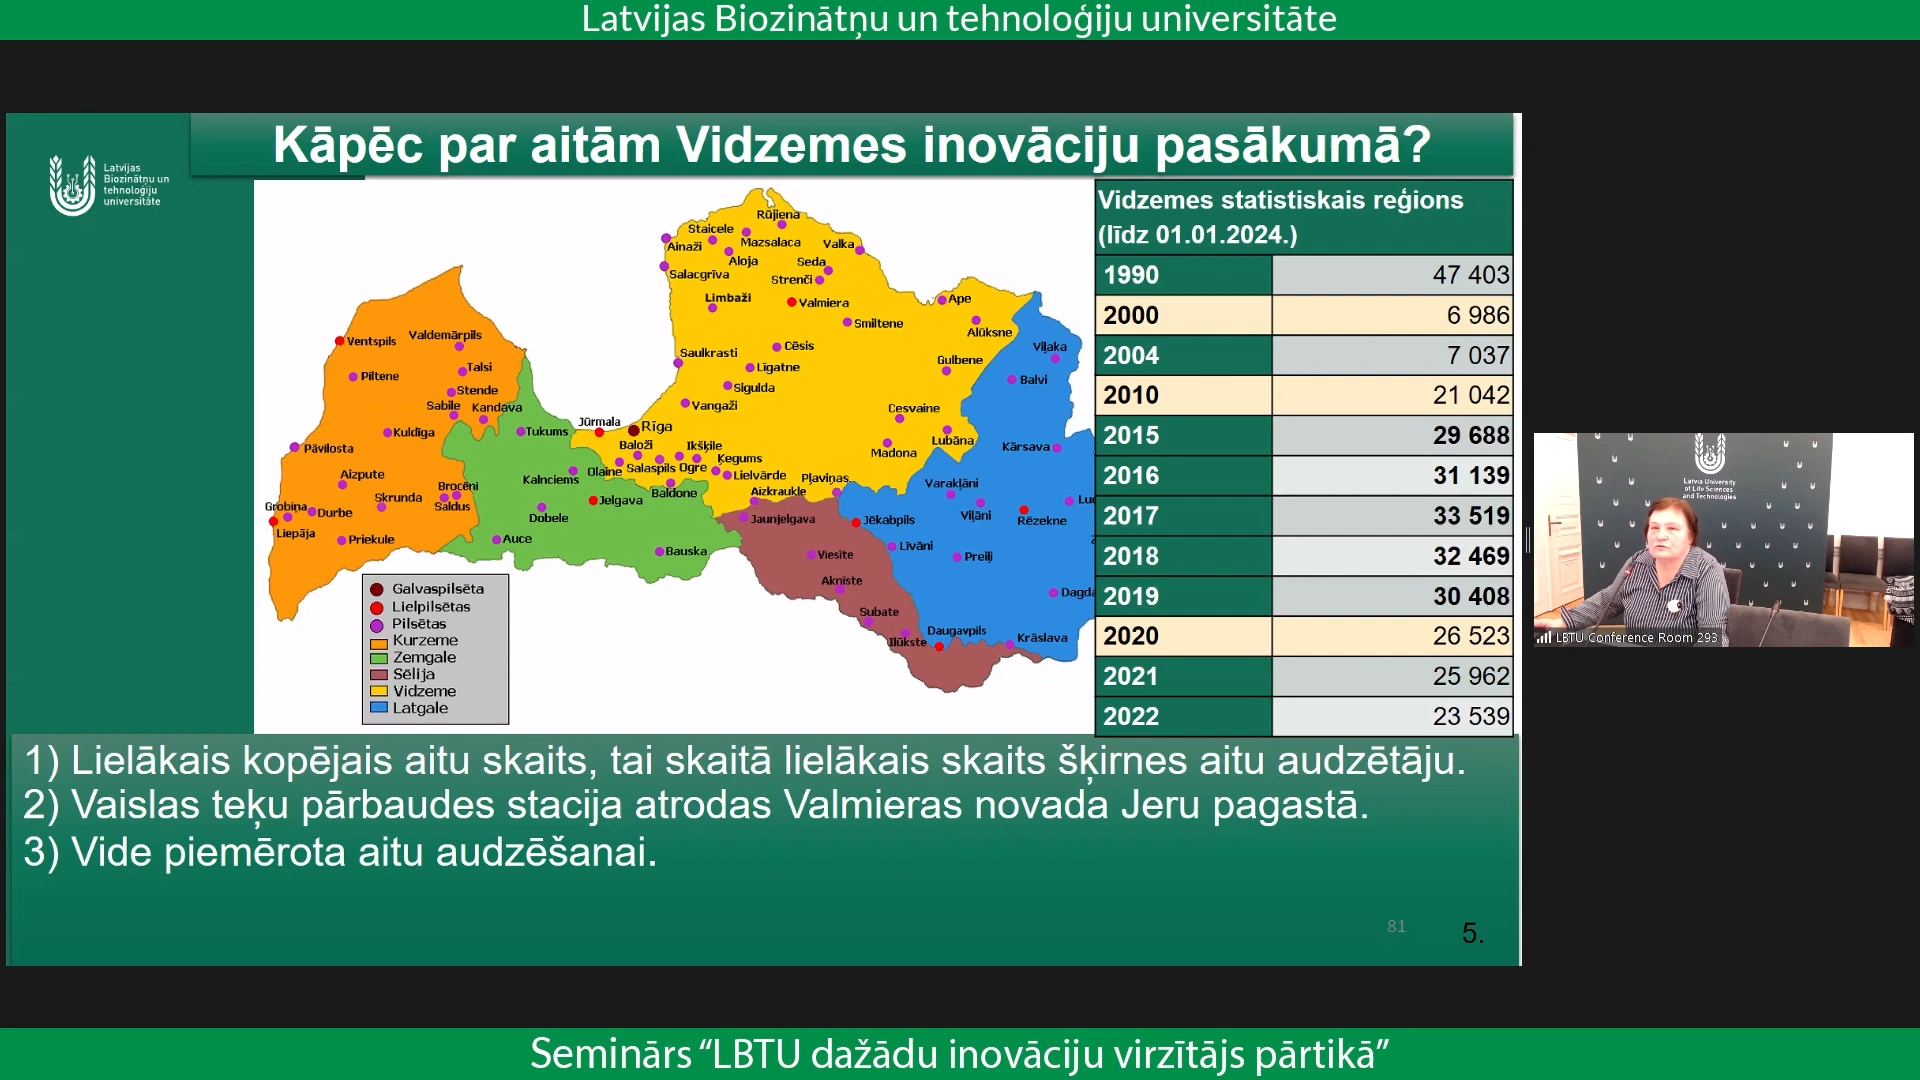 Latvijas Biozinātņu un tehnoloģiju universitāte
Latvijas
Biozinātņu un
tehnoloģiju
universitāte
Kāpēc par aitām Vidzemes inovāciju pasākumā?
Rūjiena
Staicele
Ainaži
Mazsalaca
Valka
Aloja
Seda
Salacgrīva
Strenči
Limbaži
Valmiera
Ape
Smiltene
Alūksne
Ventspils
Valdemārpils
Cēsis
Viļaka
Saulkrasti
Līgatne
Gulbene
Talsi
Piltene
Balvi
Stende
Sigulda
Sabile
Kandava
Vangaži
Cesvaine
Jūrmala
Rīga
Kuldīga
Tukums
Lubāna
Pāvilosta
Baloži
Ikšķile
Kārsava
Madona
Ķegums
Aizpute
Kalnciems
Olaine
Salaspils
Ogre
Lielvārde
Pļaviņas
Varakļāni
Brocēni
Skrunda
Saldus
Baldone
Aizkraukle
Luc
Grobiņa
Durbe
Jelgava
Dobele
Jaunjelgava
Jēkabpils
Viļāni
Rēzekne
Liepāja
Priekule
Auce
Bauska
Viesīte
Līvāni
Preiļi
Aknīste
Dagda
Subate
Ilūkste
Daugavpils
Krāslava
Galvaspilsēta
Lielpilsētas
Pilsētas
Kurzeme
Zemgale
Sēlija
Vidzeme
Latgale
Vidzemes statistiskais reģions
(līdz 01.01.2024.)
1990 47 403
2000 6 986
2004 7 037
2010 21 042
2015 29 688
2016 31 139
2017 33 519
2018 32 469
2019 30 408
2020 26 523
2021 25 962
2022 23 539
1) Lielākais kopējais aitu skaits, tai skaitā lielākais skaits šķirnes aitu audzētāju.
2) Vaislas teķu pārbaudes stacija atrodas Valmieras novada Jeru pagastā.
3) Vide piemērota aitu audzēšanai.
81
5.
Latvia University
of Life Sciences
and Technologies
LBTU Conference Room 293
Seminārs “LBTU dažādu inovāciju virzītājs pārtikā”